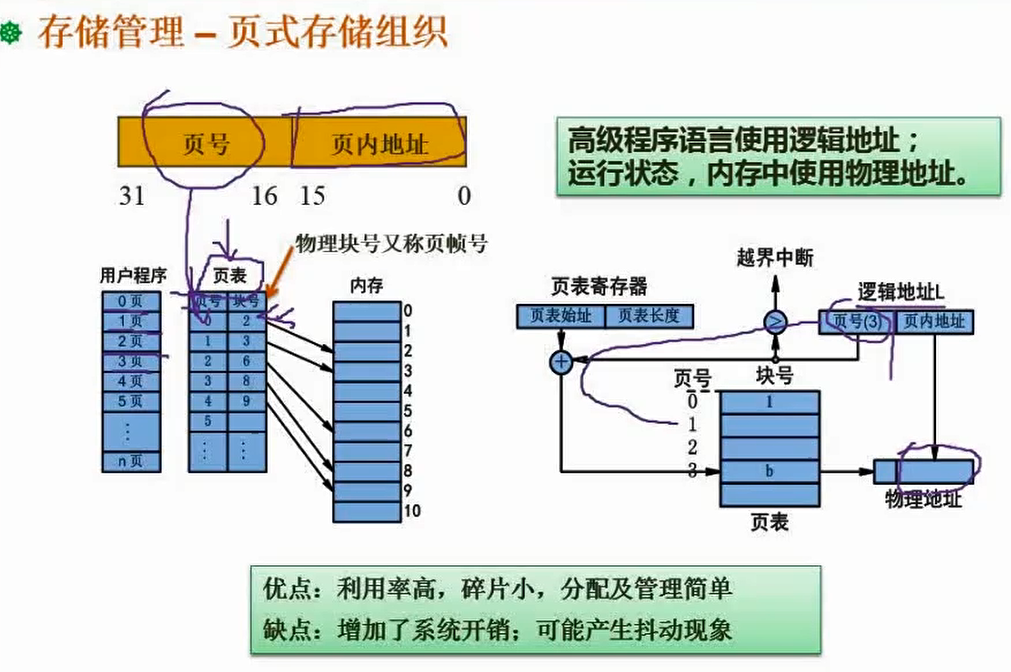 存储管理 – 页式存储组织
页号 页内地址
31 16 15 0
高级程序语言使用逻辑地址；
运行状态，内存中使用物理地址。
物理块号又称页帧号
用户程序
0 页
1 页
2 页
3 页
4 页
5 页
⋮
n 页
页表
页号 块号
0 2
1 3
2 6
3 8
4 9
5
⋮ ⋮
内存
0
1
2
3
4
5
6
7
8
9
10
越界中断
页表寄存器
页表始址 页表长度
≥
逻辑地址L
页号(3) 页内地址
+
页号 块号
0 1
1
2
3 b
页表
物理地址
优点：利用率高，碎片小，分配及管理简单
缺点：增加了系统开销；可能产生抖动现象